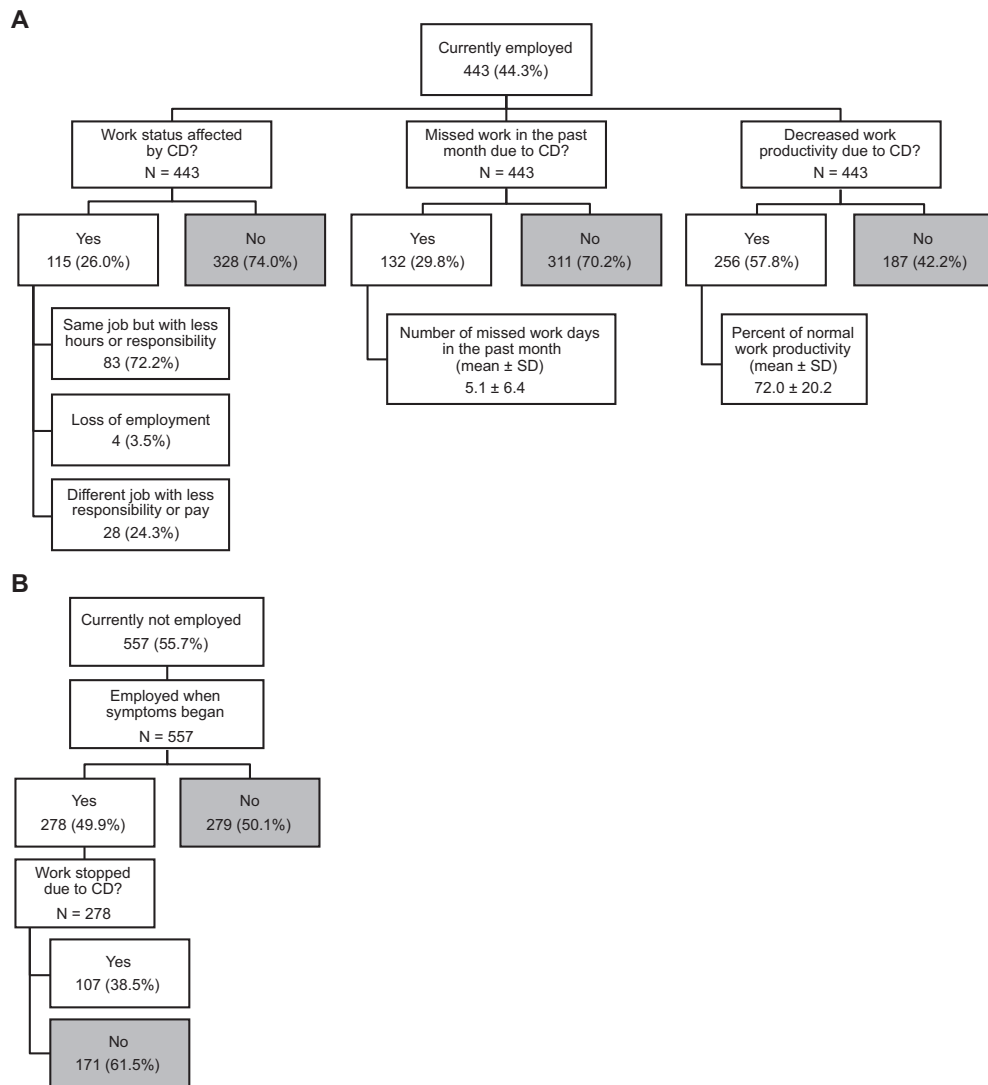 A
Currently employed
443 (44.3%)
Work status affected
by CD?
N = 443
Missed work in the past
month due to CD?
N = 443
Decreased work
productivity due to CD?
N = 443
Yes
115 (26.0%)
No
328 (74.0%)
Yes
132 (29.8%)
No
311 (70.2%)
Yes
256 (57.8%)
No
187 (42.2%)
Same job but with less
hours or responsibility
83 (72.2%)
Loss of employment
4 (3.5%)
Different job with less
responsibility or pay
28 (24.3%)
Number of missed work days
in the past month
(mean ± SD)
5.1 ± 6.4
Percent of normal
work productivity
(mean ± SD)
72.0 ± 20.2
B
Currently not employed
557 (55.7%)
Employed when
symptoms began
N = 557
Yes
278 (49.9%)
No
279 (50.1%)
Work stopped
due to CD?
N = 278
Yes
107 (38.5%)
No
171 (61.5%)